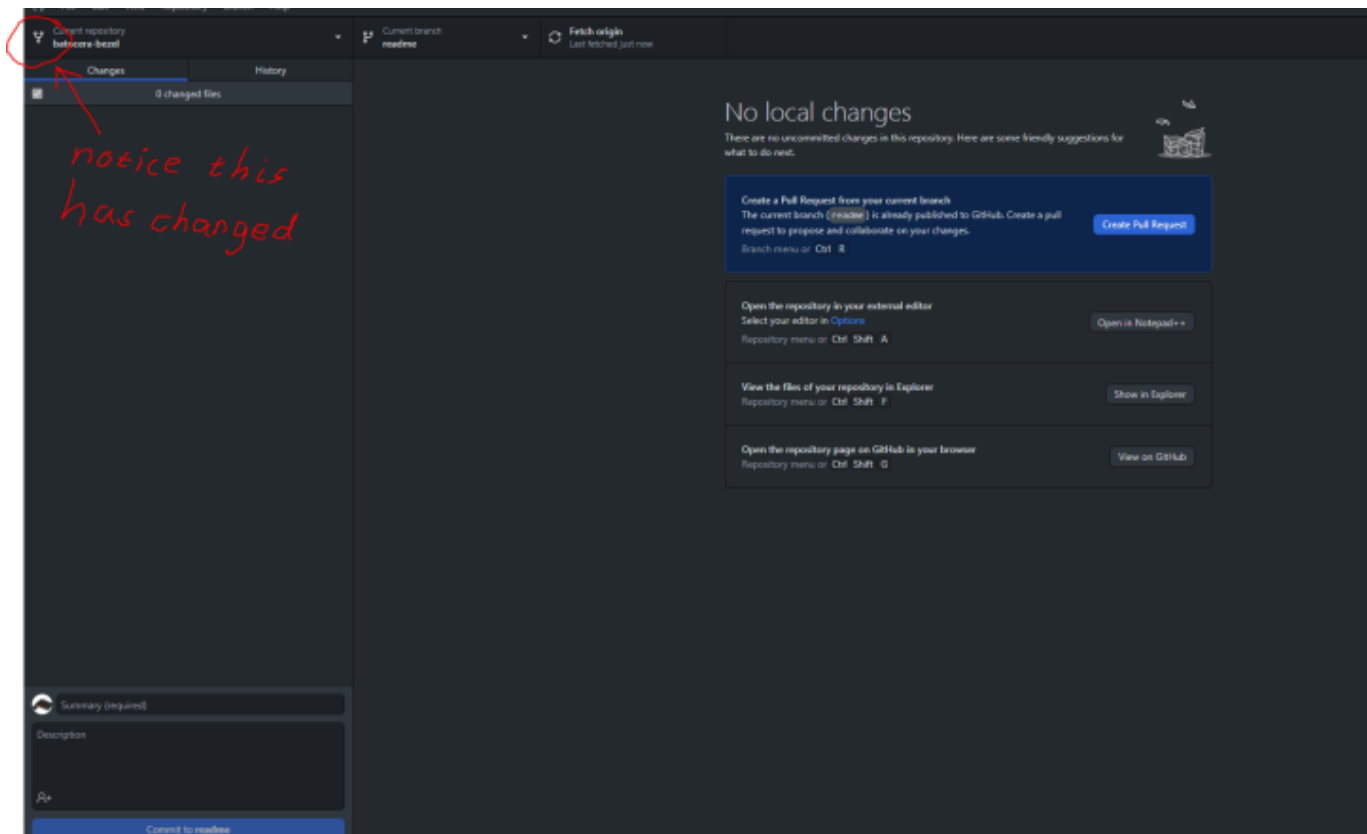 Current repository
batocera-bezel
Current branch
readme
Fetch origin
Last fetched just now
Changes
History
0 changed files
notice this
has changed
No local changes
There are no uncommitted changes in this repository. Here are some friendly suggestions for
what to do next.
Create a Pull Request from your current branch
The current branch (readme) is already published to GitHub. Create a pull
request to propose and collaborate on your changes.
Branch menu or Ctrl R
Create Pull Request
Open the repository in your external editor
Select your editor in Options
Repository menu or Ctrl Shift A
Open in Notepad++
View the files of your repository in Explorer
Repository menu or Ctrl Shift F
Show in Explorer
Open the repository page on GitHub in your browser
Repository menu or Ctrl Shift G
View on GitHub
Summary (required)
Description
Commit to readme